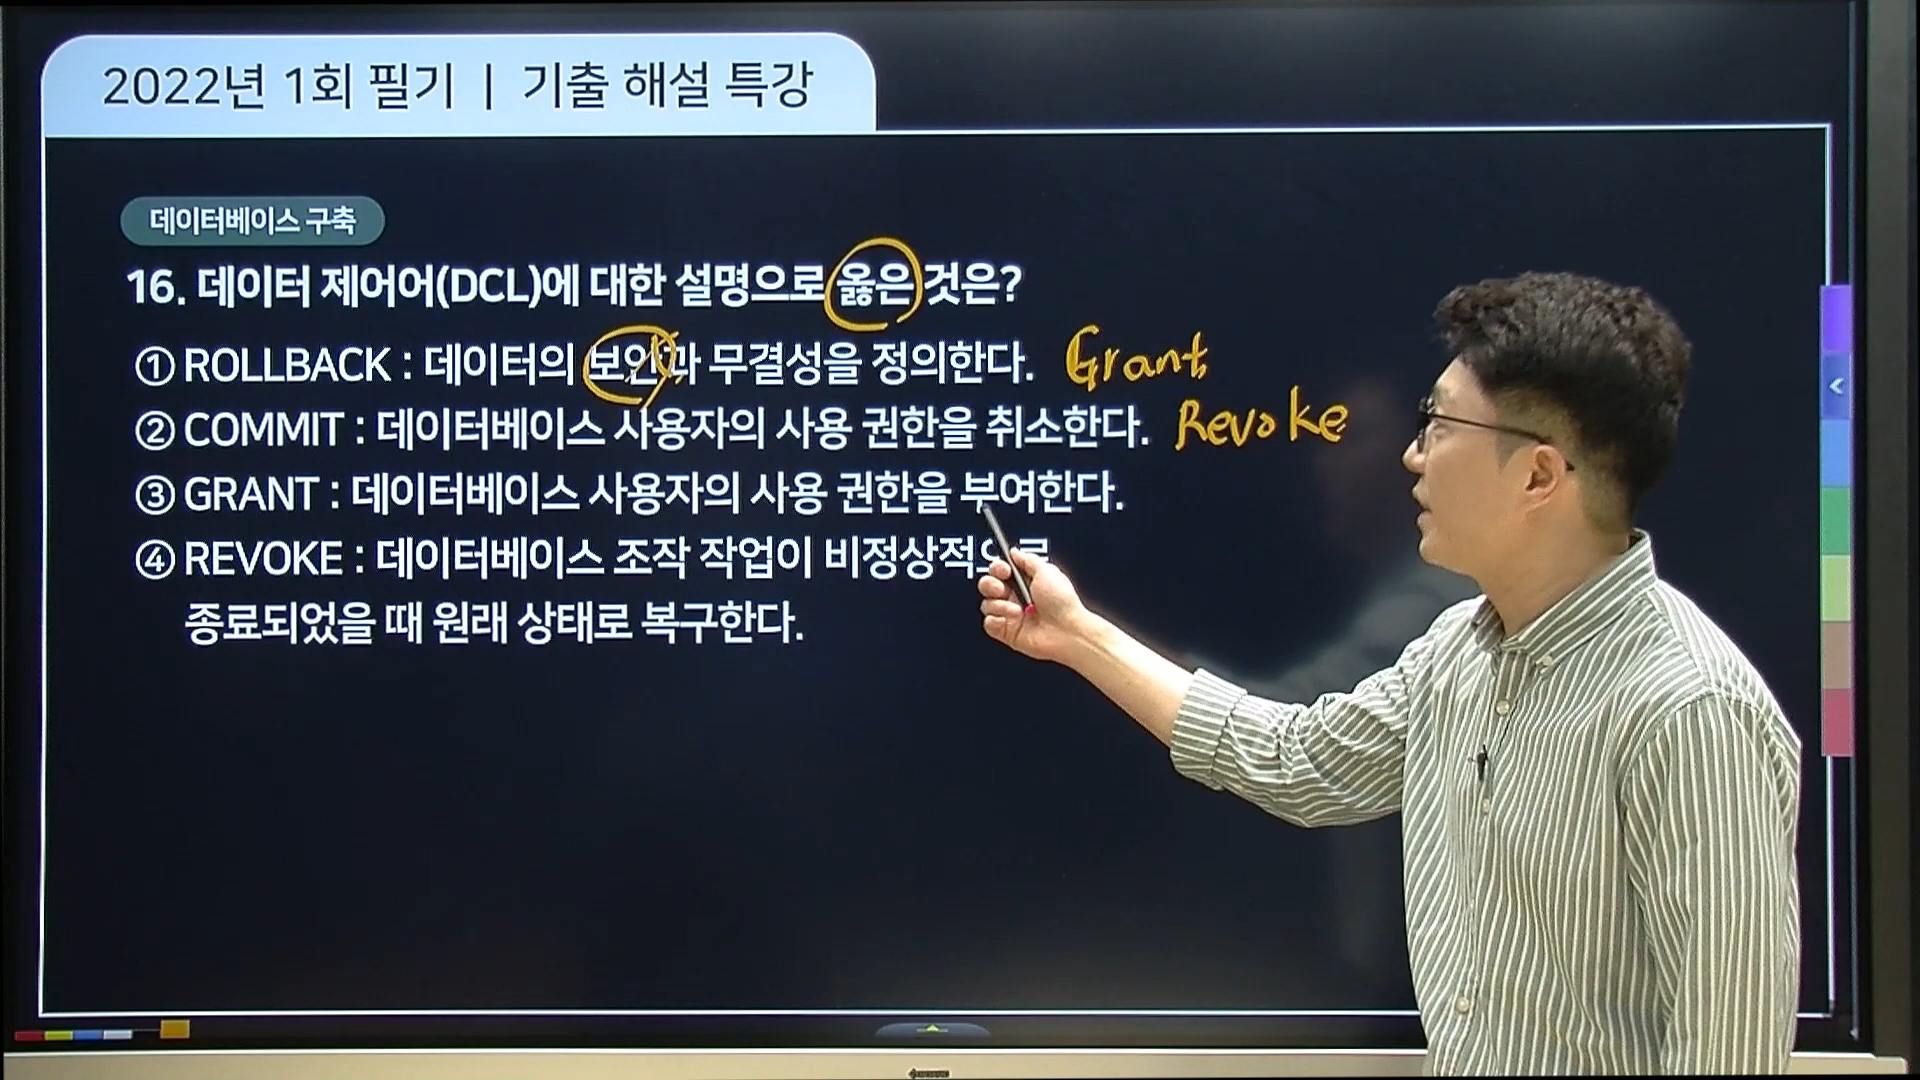 2022년 1회 필기 | 기출 해설 특강
데이터베이스 구축
16. 데이터 제어어(DCL)에 대한 설명으로 옳은 것은?
① ROLLBACK : 데이터의 보안과 무결성을 정의한다. Grant,
② COMMIT : 데이터베이스 사용자의 사용 권한을 취소한다. Revoke
③ GRANT : 데이터베이스 사용자의 사용 권한을 부여한다.
④ REVOKE : 데이터베이스 조작 작업이 비정상적으로
종료되었을 때 원래 상태로 복구한다.